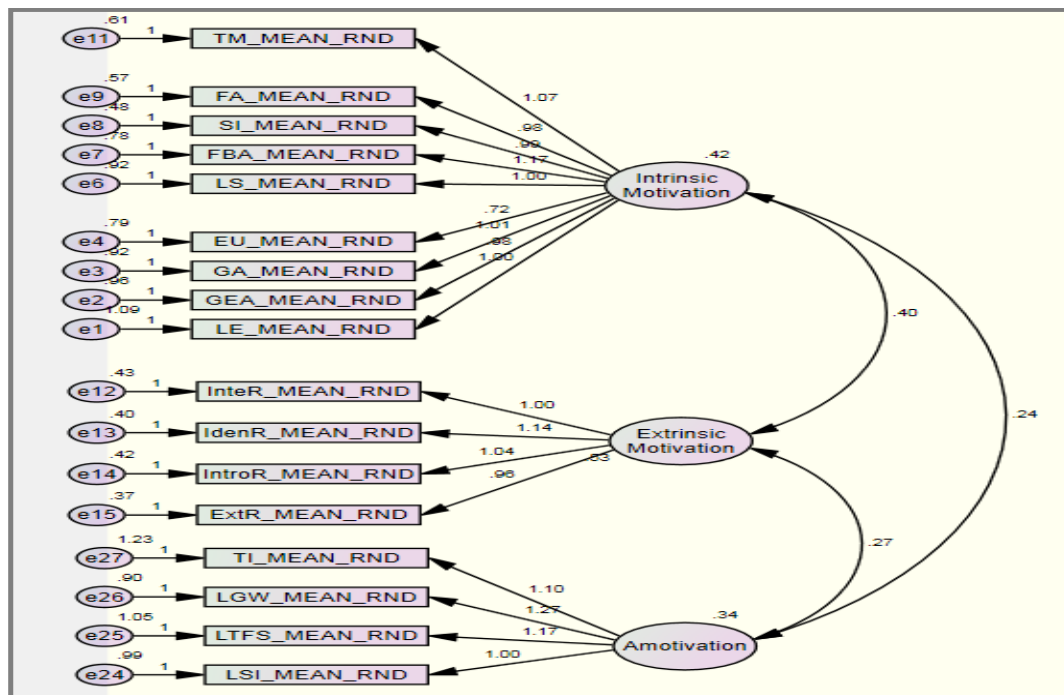 .61
e11 1 TM_MEAN_RND
1.07
.57
e9 1 FA_MEAN_RND
.98
.48
e8 1 SI_MEAN_RND
.99
.78
e7 1 FBA_MEAN_RND
1.17
.42
.92
e6 1 LS_MEAN_RND
1.00
Intrinsic
Motivation
.72
.79
e4 1 EU_MEAN_RND
1.01
.92
e3 1 GA_MEAN_RND
.98
.96
e2 1 GEA_MEAN_RND
1.00
1.09
e1 1 LE_MEAN_RND
.40
.43
e12 1 InteR_MEAN_RND
1.00
.24
.40
e13 1 IdenR_MEAN_RND
1.14
Extrinsic
Motivation
.42
e14 1 IntroR_MEAN_RND
1.04
.96
.37
e15 1 ExtR_MEAN_RND
.27
1.23
e27 1 TI_MEAN_RND
1.10
.90
e26 1 LGW_MEAN_RND
1.27
.34
1.05
e25 1 LTFS_MEAN_RND
1.17
Amotivation
.99
e24 1 LSI_MEAN_RND
1.00